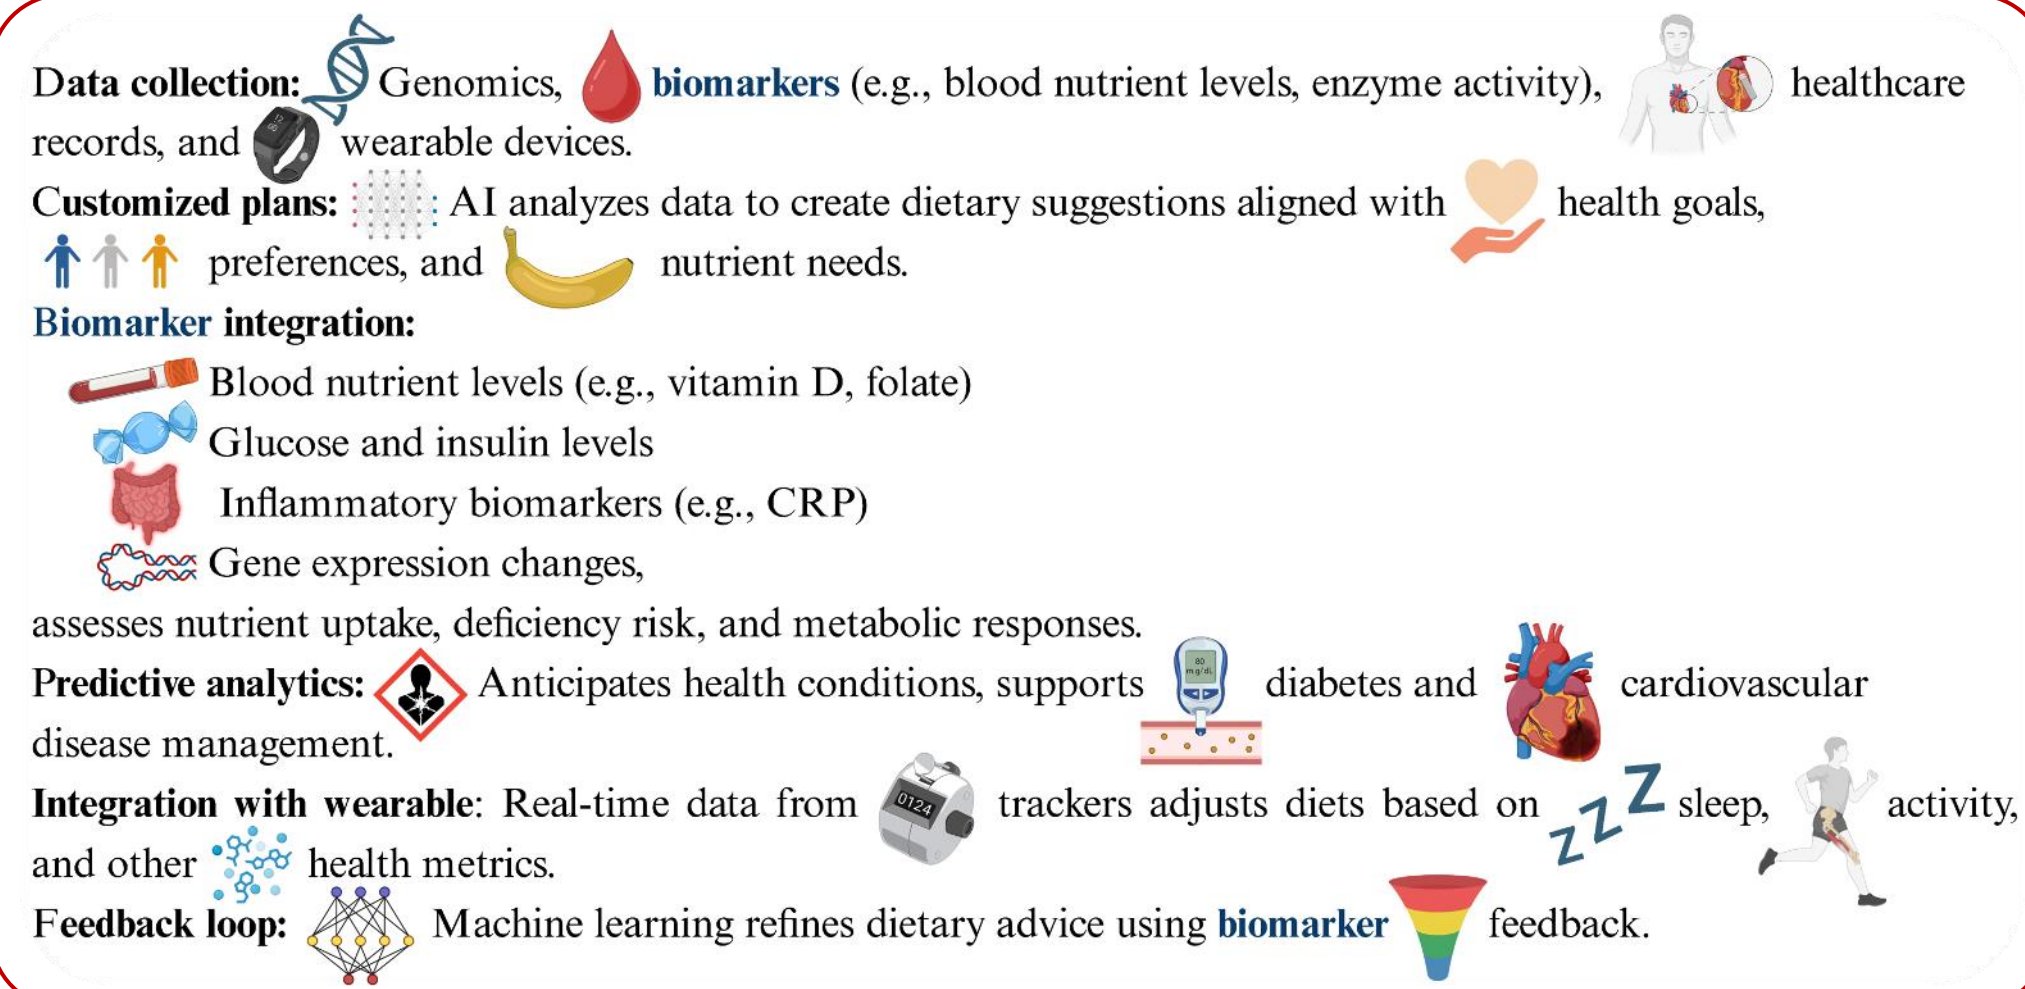 Data collection: Genomics, biomarkers (e.g., blood nutrient levels, enzyme activity), healthcare
records, and wearable devices.
Customized plans: AI analyzes data to create dietary suggestions aligned with health goals,
preferences, and nutrient needs.
Biomarker integration:
Blood nutrient levels (e.g., vitamin D, folate)
Glucose and insulin levels
Inflammatory biomarkers (e.g., CRP)
Gene expression changes,
assesses nutrient uptake, deficiency risk, and metabolic responses.
80
mg/dL
Predictive analytics: Anticipates health conditions, supports diabetes and cardiovascular
disease management.
Integration with wearable: Real-time data from trackers adjusts diets based on sleep, activity,
0124
zzZ
and other health metrics.
Feedback loop: Machine learning refines dietary advice using biomarker feedback.